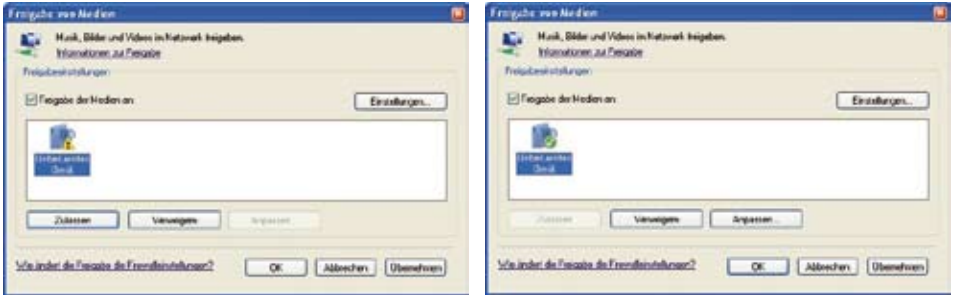 Freigabe von Medien
Musik, Bilder und Videos im Netzwerk freigeben.
Informationen zur Freigabe
Freigabeeinstellungen
Freigabe der Medien an:
Einstellungen...
Unbekanntes
Gerät
Zulassen
Verweigern
Anpassen...
Wie ändert die Freigabe die Firewalleinstellungen?
OK
Abbrechen
Übernehmen
Freigabe von Medien
Musik, Bilder und Videos im Netzwerk freigeben.
Informationen zur Freigabe
Freigabeeinstellungen
Freigabe der Medien an:
Einstellungen...
Unbekanntes
Gerät
Zulassen
Verweigern
Anpassen...
Wie ändert die Freigabe die Firewalleinstellungen?
OK
Abbrechen
Übernehmen